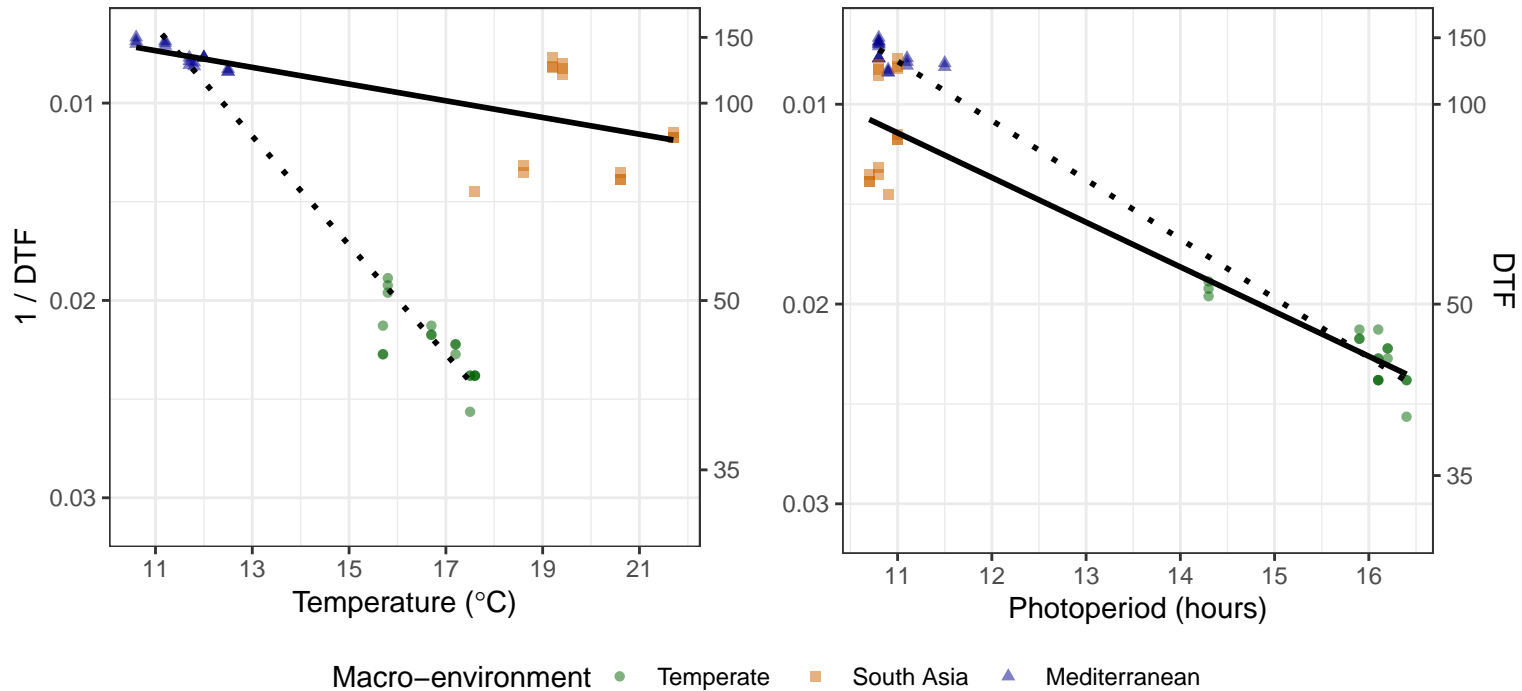 1 / DTF
0.01
0.02
0.03
150
100
50
35
11 13 15 17 19 21
Temperature (°C)
0.01
0.02
0.03
150
100
50
35
DTF
11 12 13 14 15 16
Photoperiod (hours)
Macro−environment Temperate South Asia Mediterranean